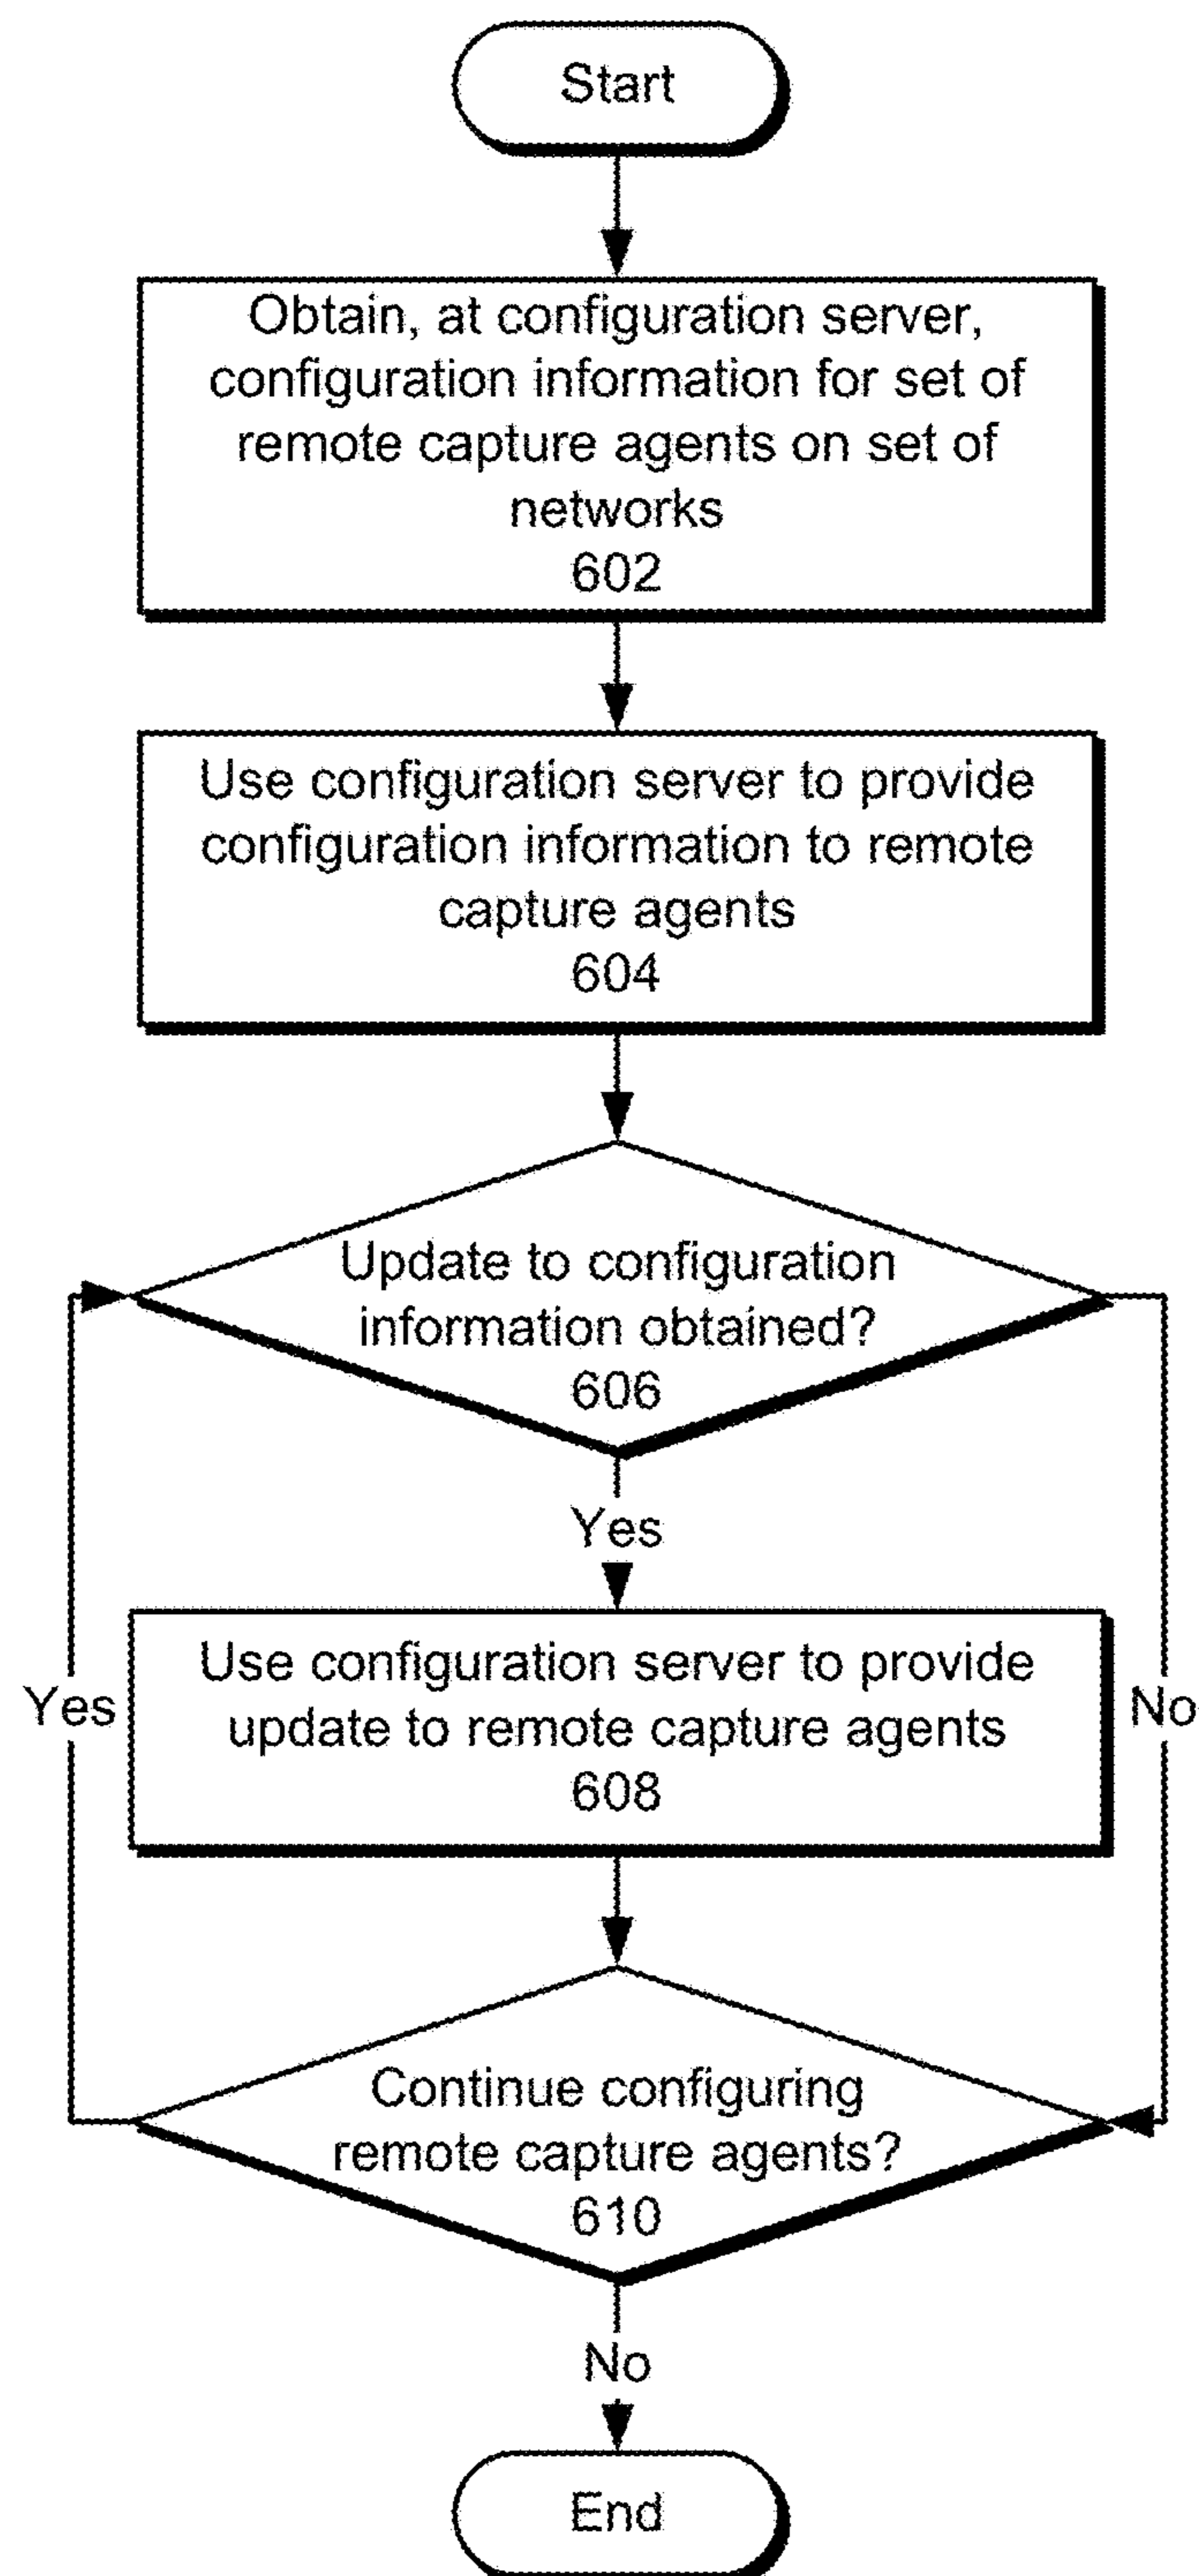 Start
Obtain, at configuration server,
configuration information for set of
remote capture agents on set of
networks
602
Use configuration server to provide
configuration information to remote
capture agents
604
Update to configuration
information obtained?
606
Yes
Use configuration server to provide
update to remote capture agents
608
Yes
No
Continue configuring
remote capture agents?
610
No
End